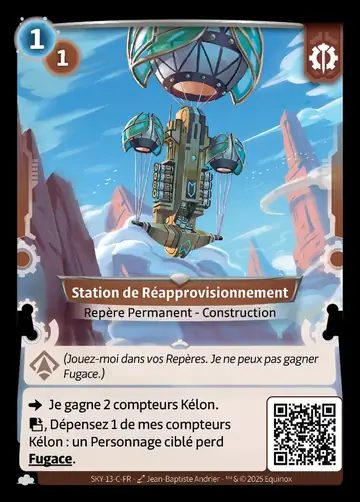 1
1
Station de Réapprovisionnement
Repère Permanent - Construction
(Jouez-moi dans vos Repères. Je ne peux pas gagner
Fugace.)
➜ Je gagne 2 compteurs Kélon.
, Dépensez 1 de mes compteurs
Kélon : un Personnage ciblé perd
Fugace.
SKY-13-C-FR - Jean-Baptiste Andrier - ™ & © 2025 Equinox